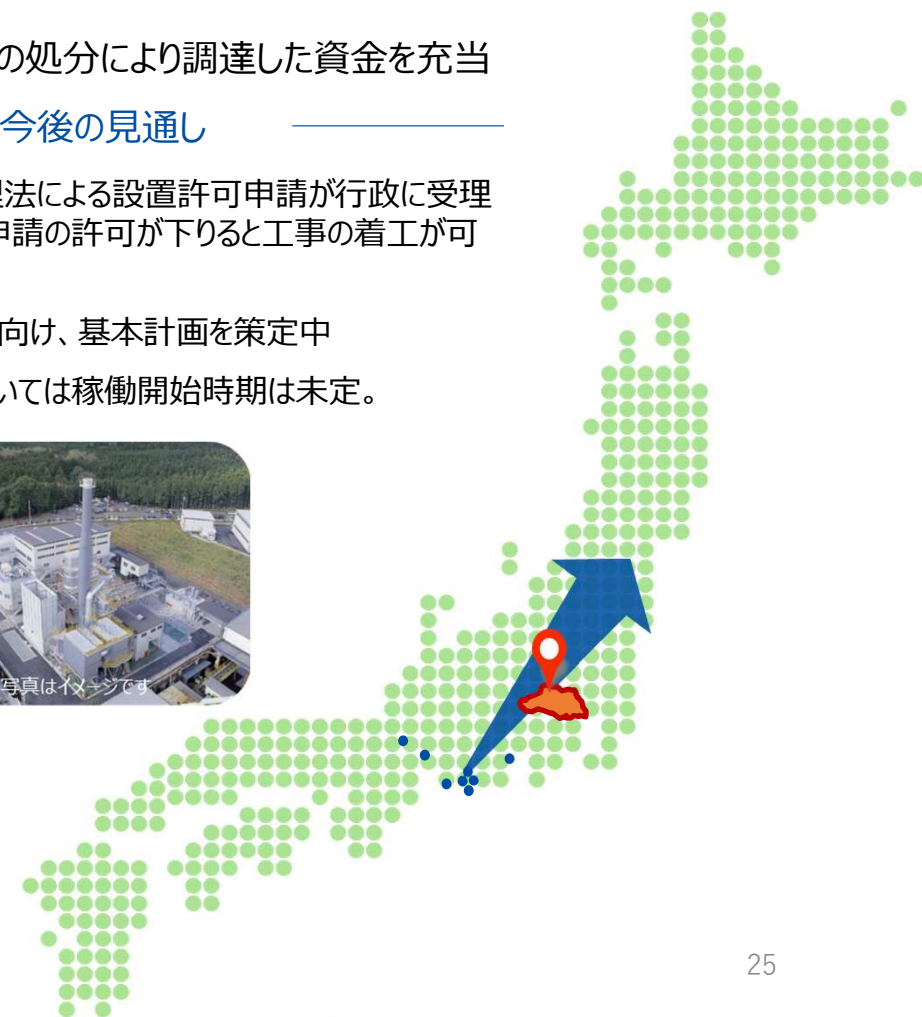 の処分により調達した資金を充当
今後の見通し
理法による設置許可申請が行政に受理
申請の許可が下りると工事の着工が可
向け、基本計画を策定中
いては稼働開始時期は未定。
写真はイメージです
25